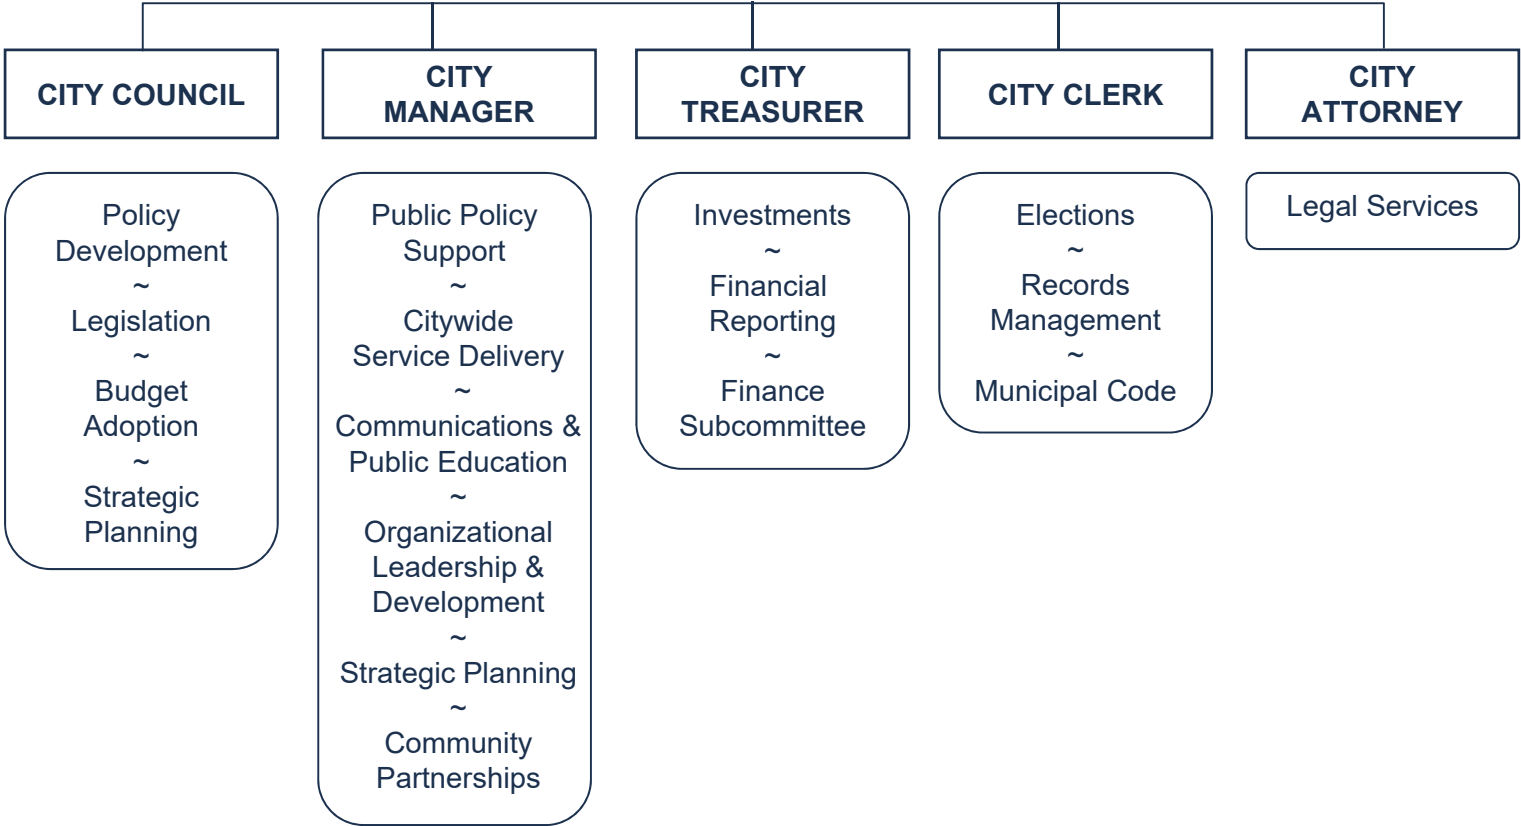 CITY COUNCIL
Policy
Development
~
Legislation
~
Budget
Adoption
~
Strategic
Planning
CITY
MANAGER
Public Policy
Support
~
Citywide
Service Delivery
~
Communications &
Public Education
~
Organizational
Leadership &
Development
~
Strategic Planning
~
Community
Partnerships
CITY
TREASURER
Investments
~
Financial
Reporting
~
Finance
Subcommittee
CITY CLERK
Elections
~
Records
Management
~
Municipal Code
CITY
ATTORNEY
Legal Services